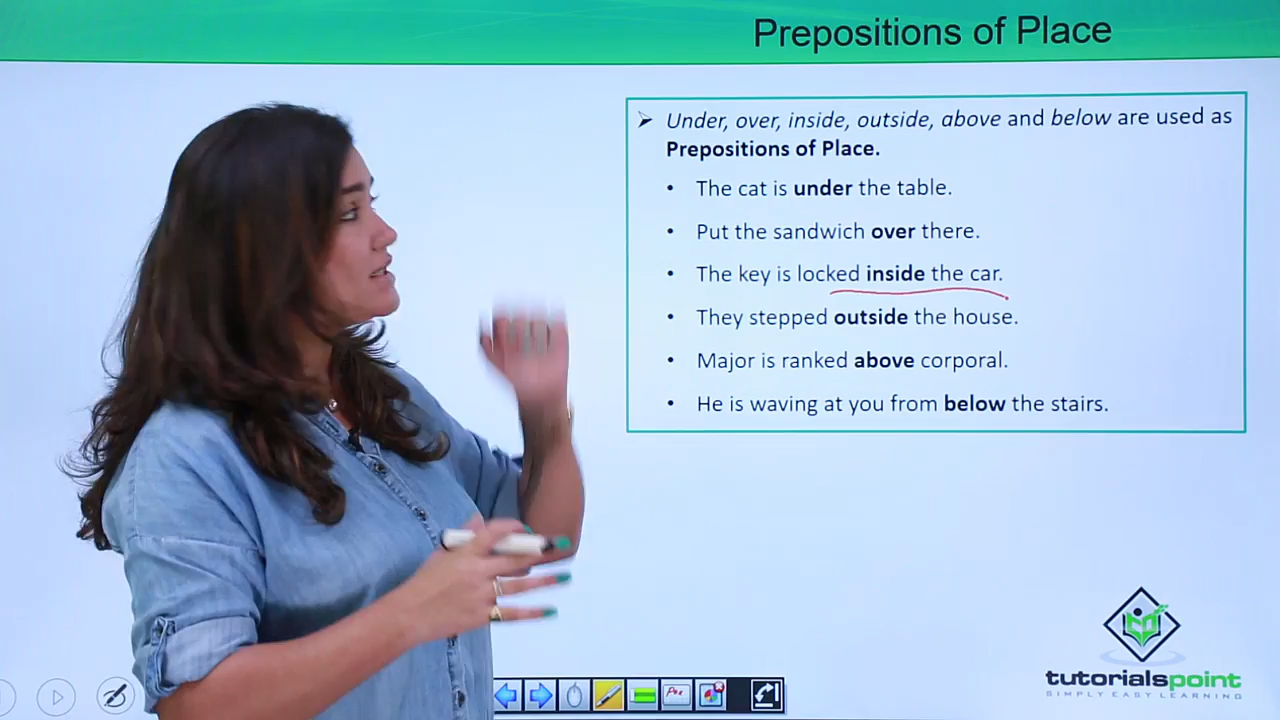 Prepositions of Place
Under, over, inside, outside, above and below are used as
Prepositions of Place.
The cat is under the table.
Put the sandwich over there.
The key is locked inside the car.
They stepped outside the house.
Major is ranked above corporal.
He is waving at you from below the stairs.
Pen
tutorialspoint
SIMPLY EASY LEARNING